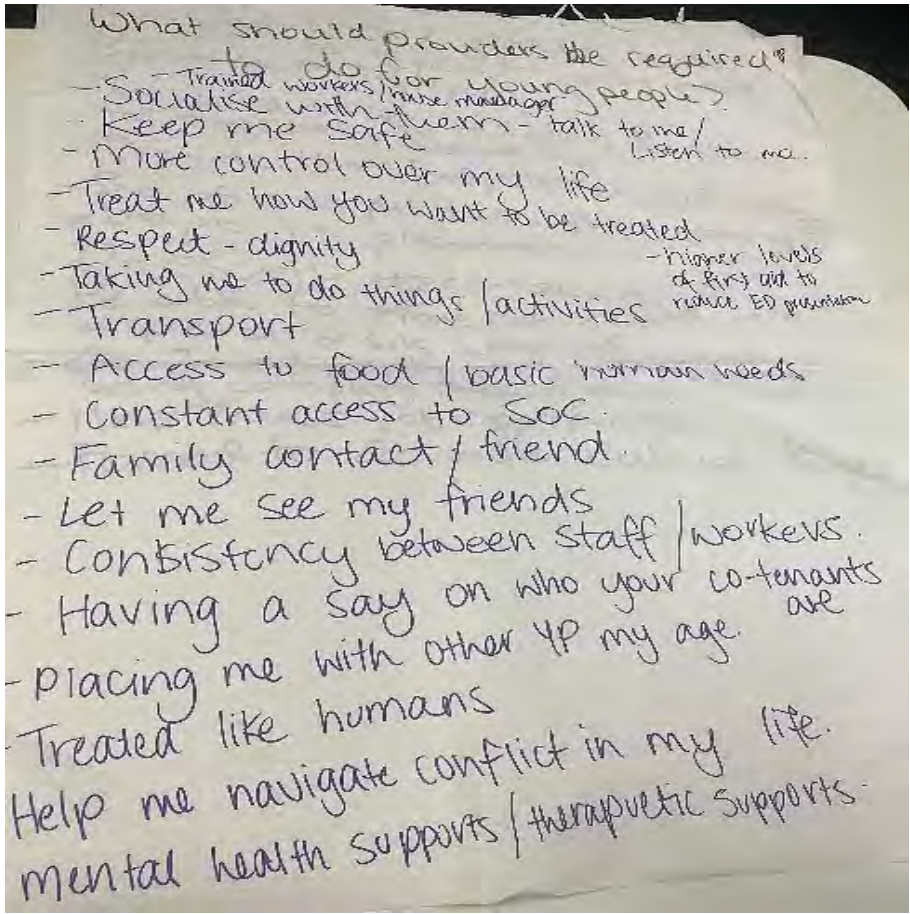 What should providers be required
to do for young people?
- Trained workers/house manager
- Socialise with them - talk to me/
Listen to me.
- Keep me safe
- More control over my life
- Treat me how you want to be treated
- Respect - dignity
- higher levels
of first aid to
reduce ED presentation
- Taking me to do things/activities
- Transport
- Access to food / basic human needs
- Constant access to SOC.
- Family contact / friend.
- Let me see my friends
- Consistency between staff/workers.
- Having a say on who your co-tenants
are
- Placing me with other YP my age.
- Treated like humans
Help me navigate conflict in my life.
mental health supports/therapuetic supports.